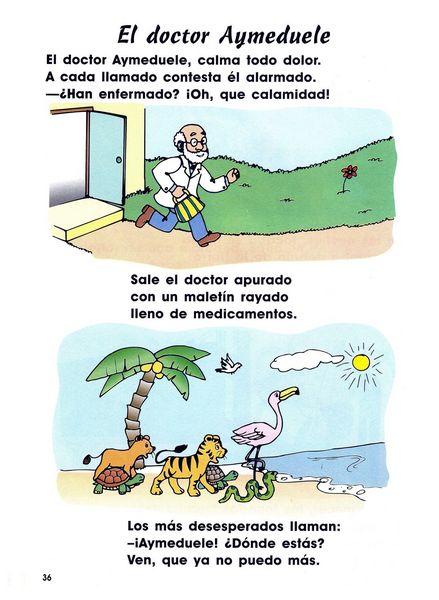 El doctor Aymeduele
El doctor Aymeduele, calma todo dolor.
A cada llamado contesta él alarmado.
—¿Han enfermado? ¡Oh, que calamidad!
Sale el doctor apurado
con un maletín rayado
lleno de medicamentos.
Los más desesperados llaman:
–¡Aymeduele! ¿Dónde estás?
Ven, que ya no puedo más.
36